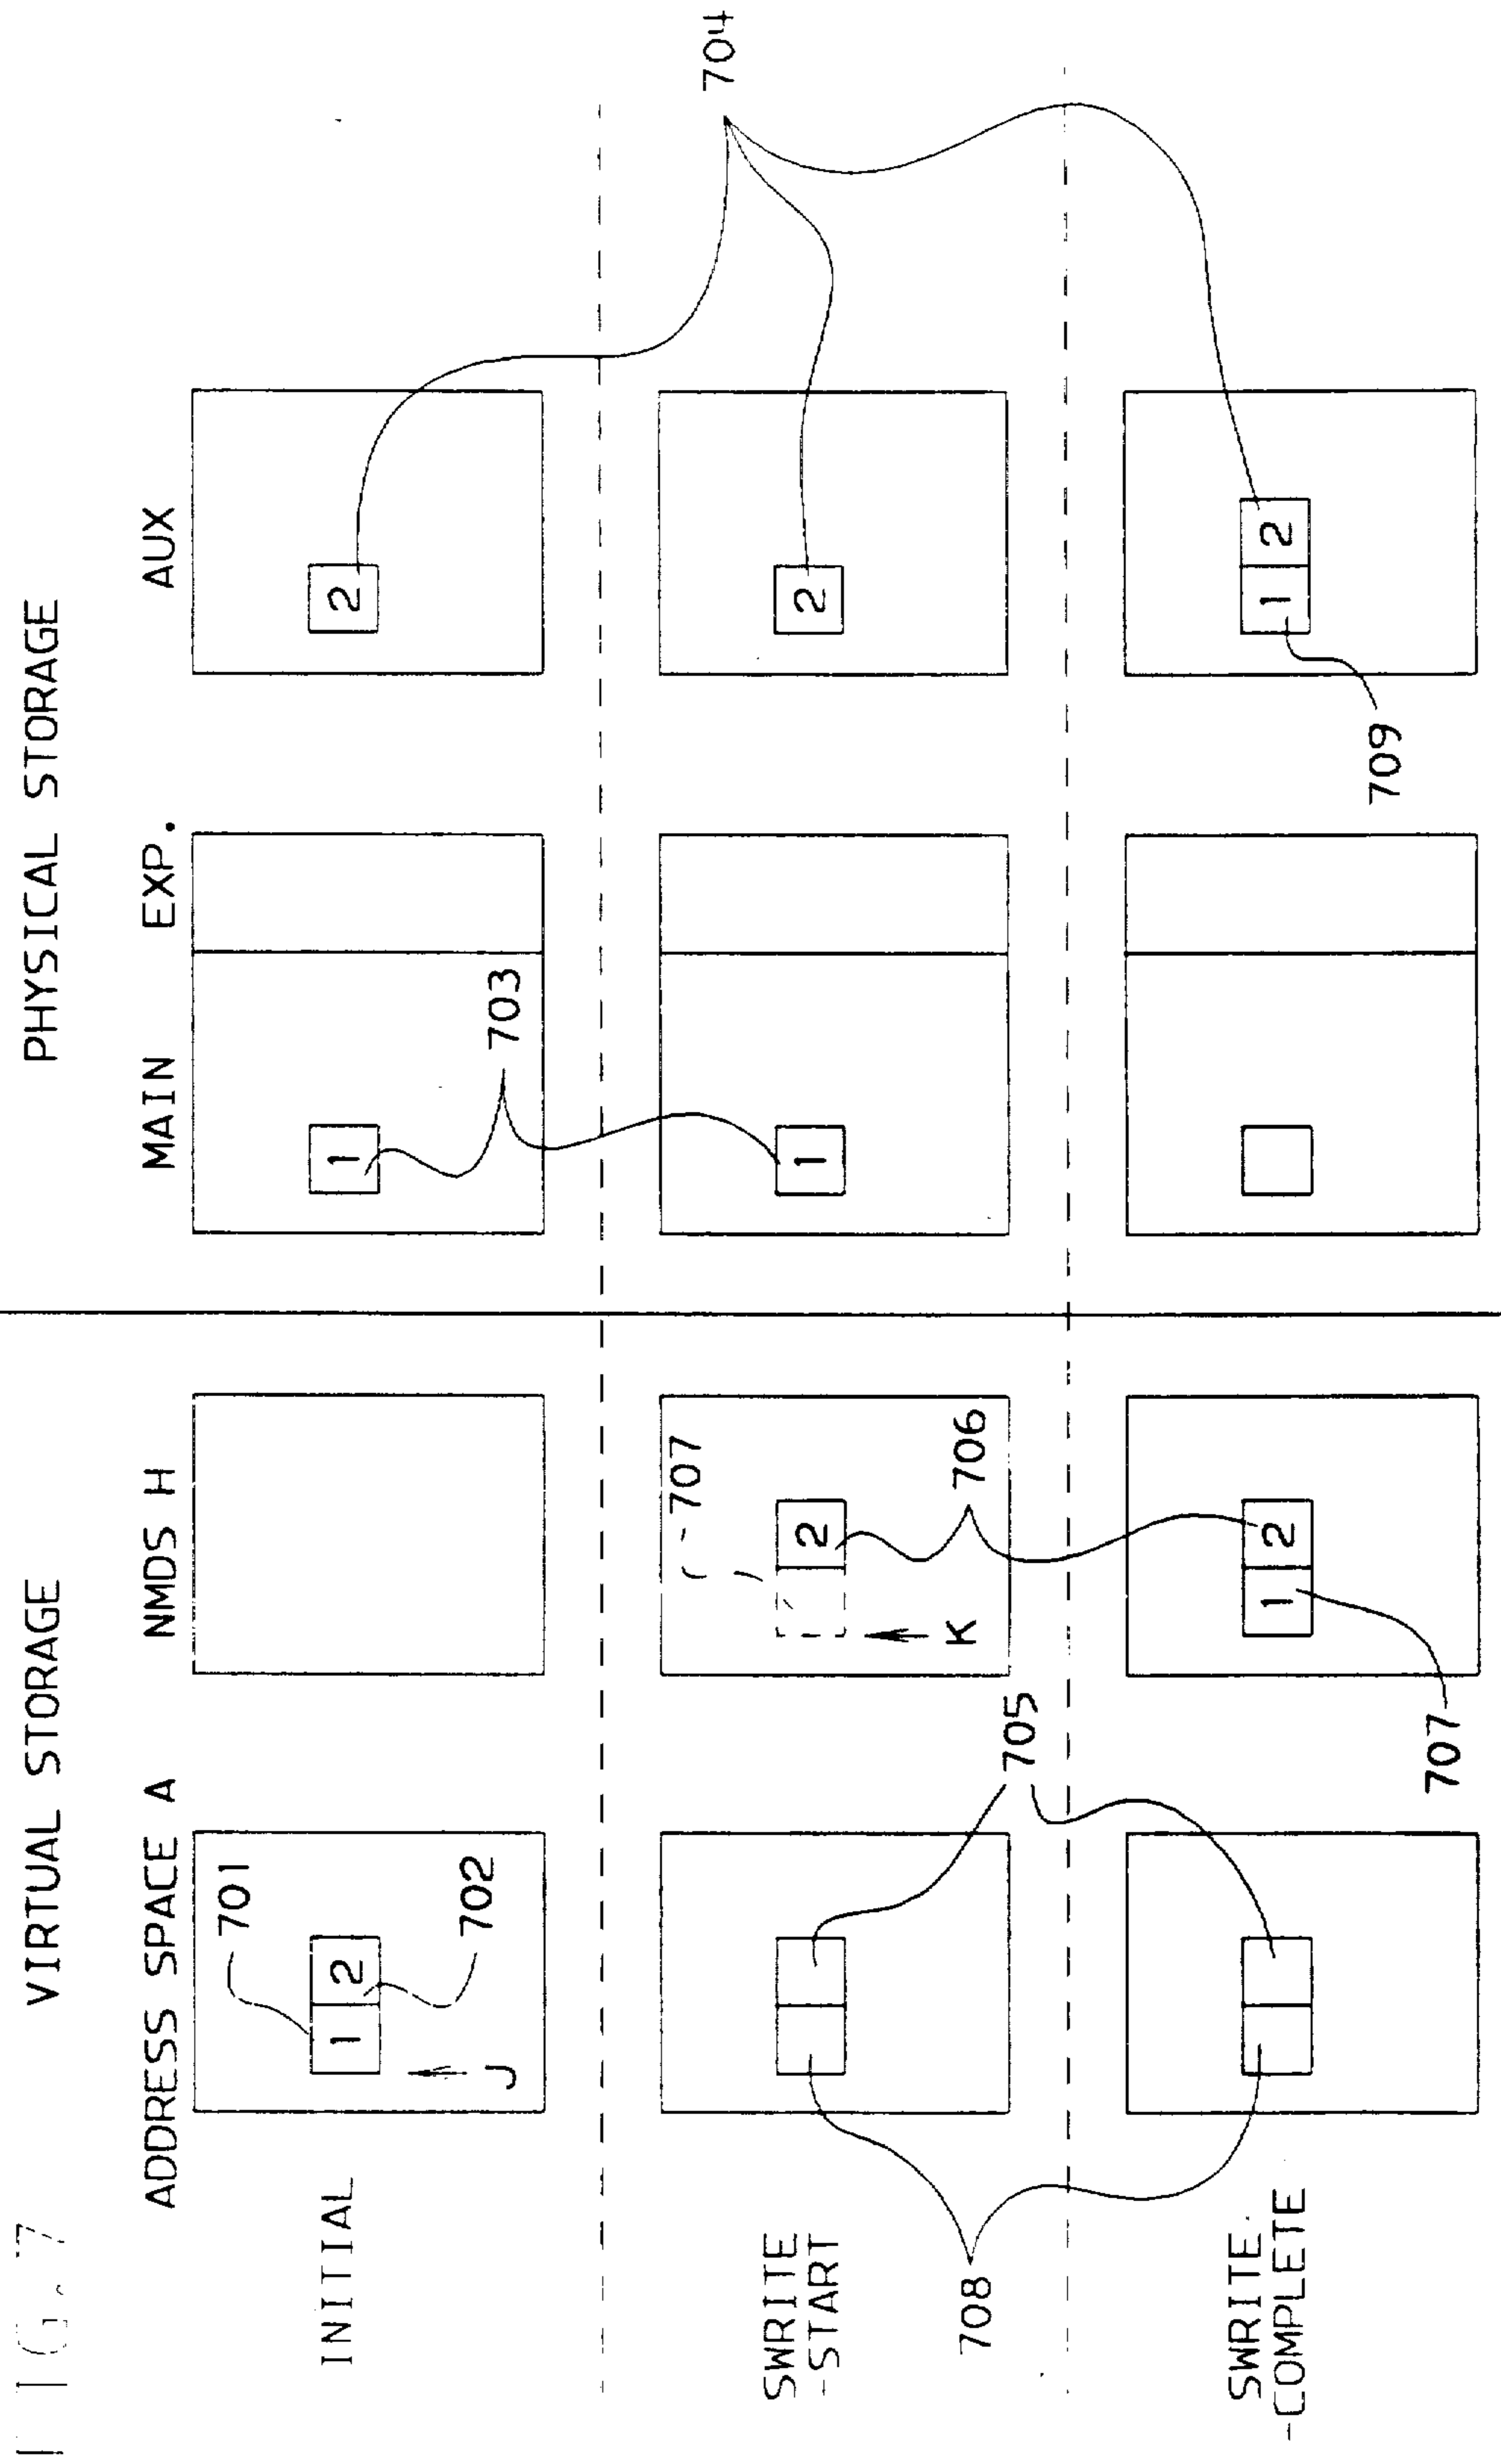 FIG. 7
VIRTUAL STORAGE
PHYSICAL STORAGE
ADDRESS SPACE A
NMDS H
MAIN
EXP.
AUX
INITIAL
701
1 2
702
J
1
703
2
704
SWRITE
-START
708
705
707
2
706
K
1
2
SWRITE
-COMPLETE
1 2
707
1 2
709